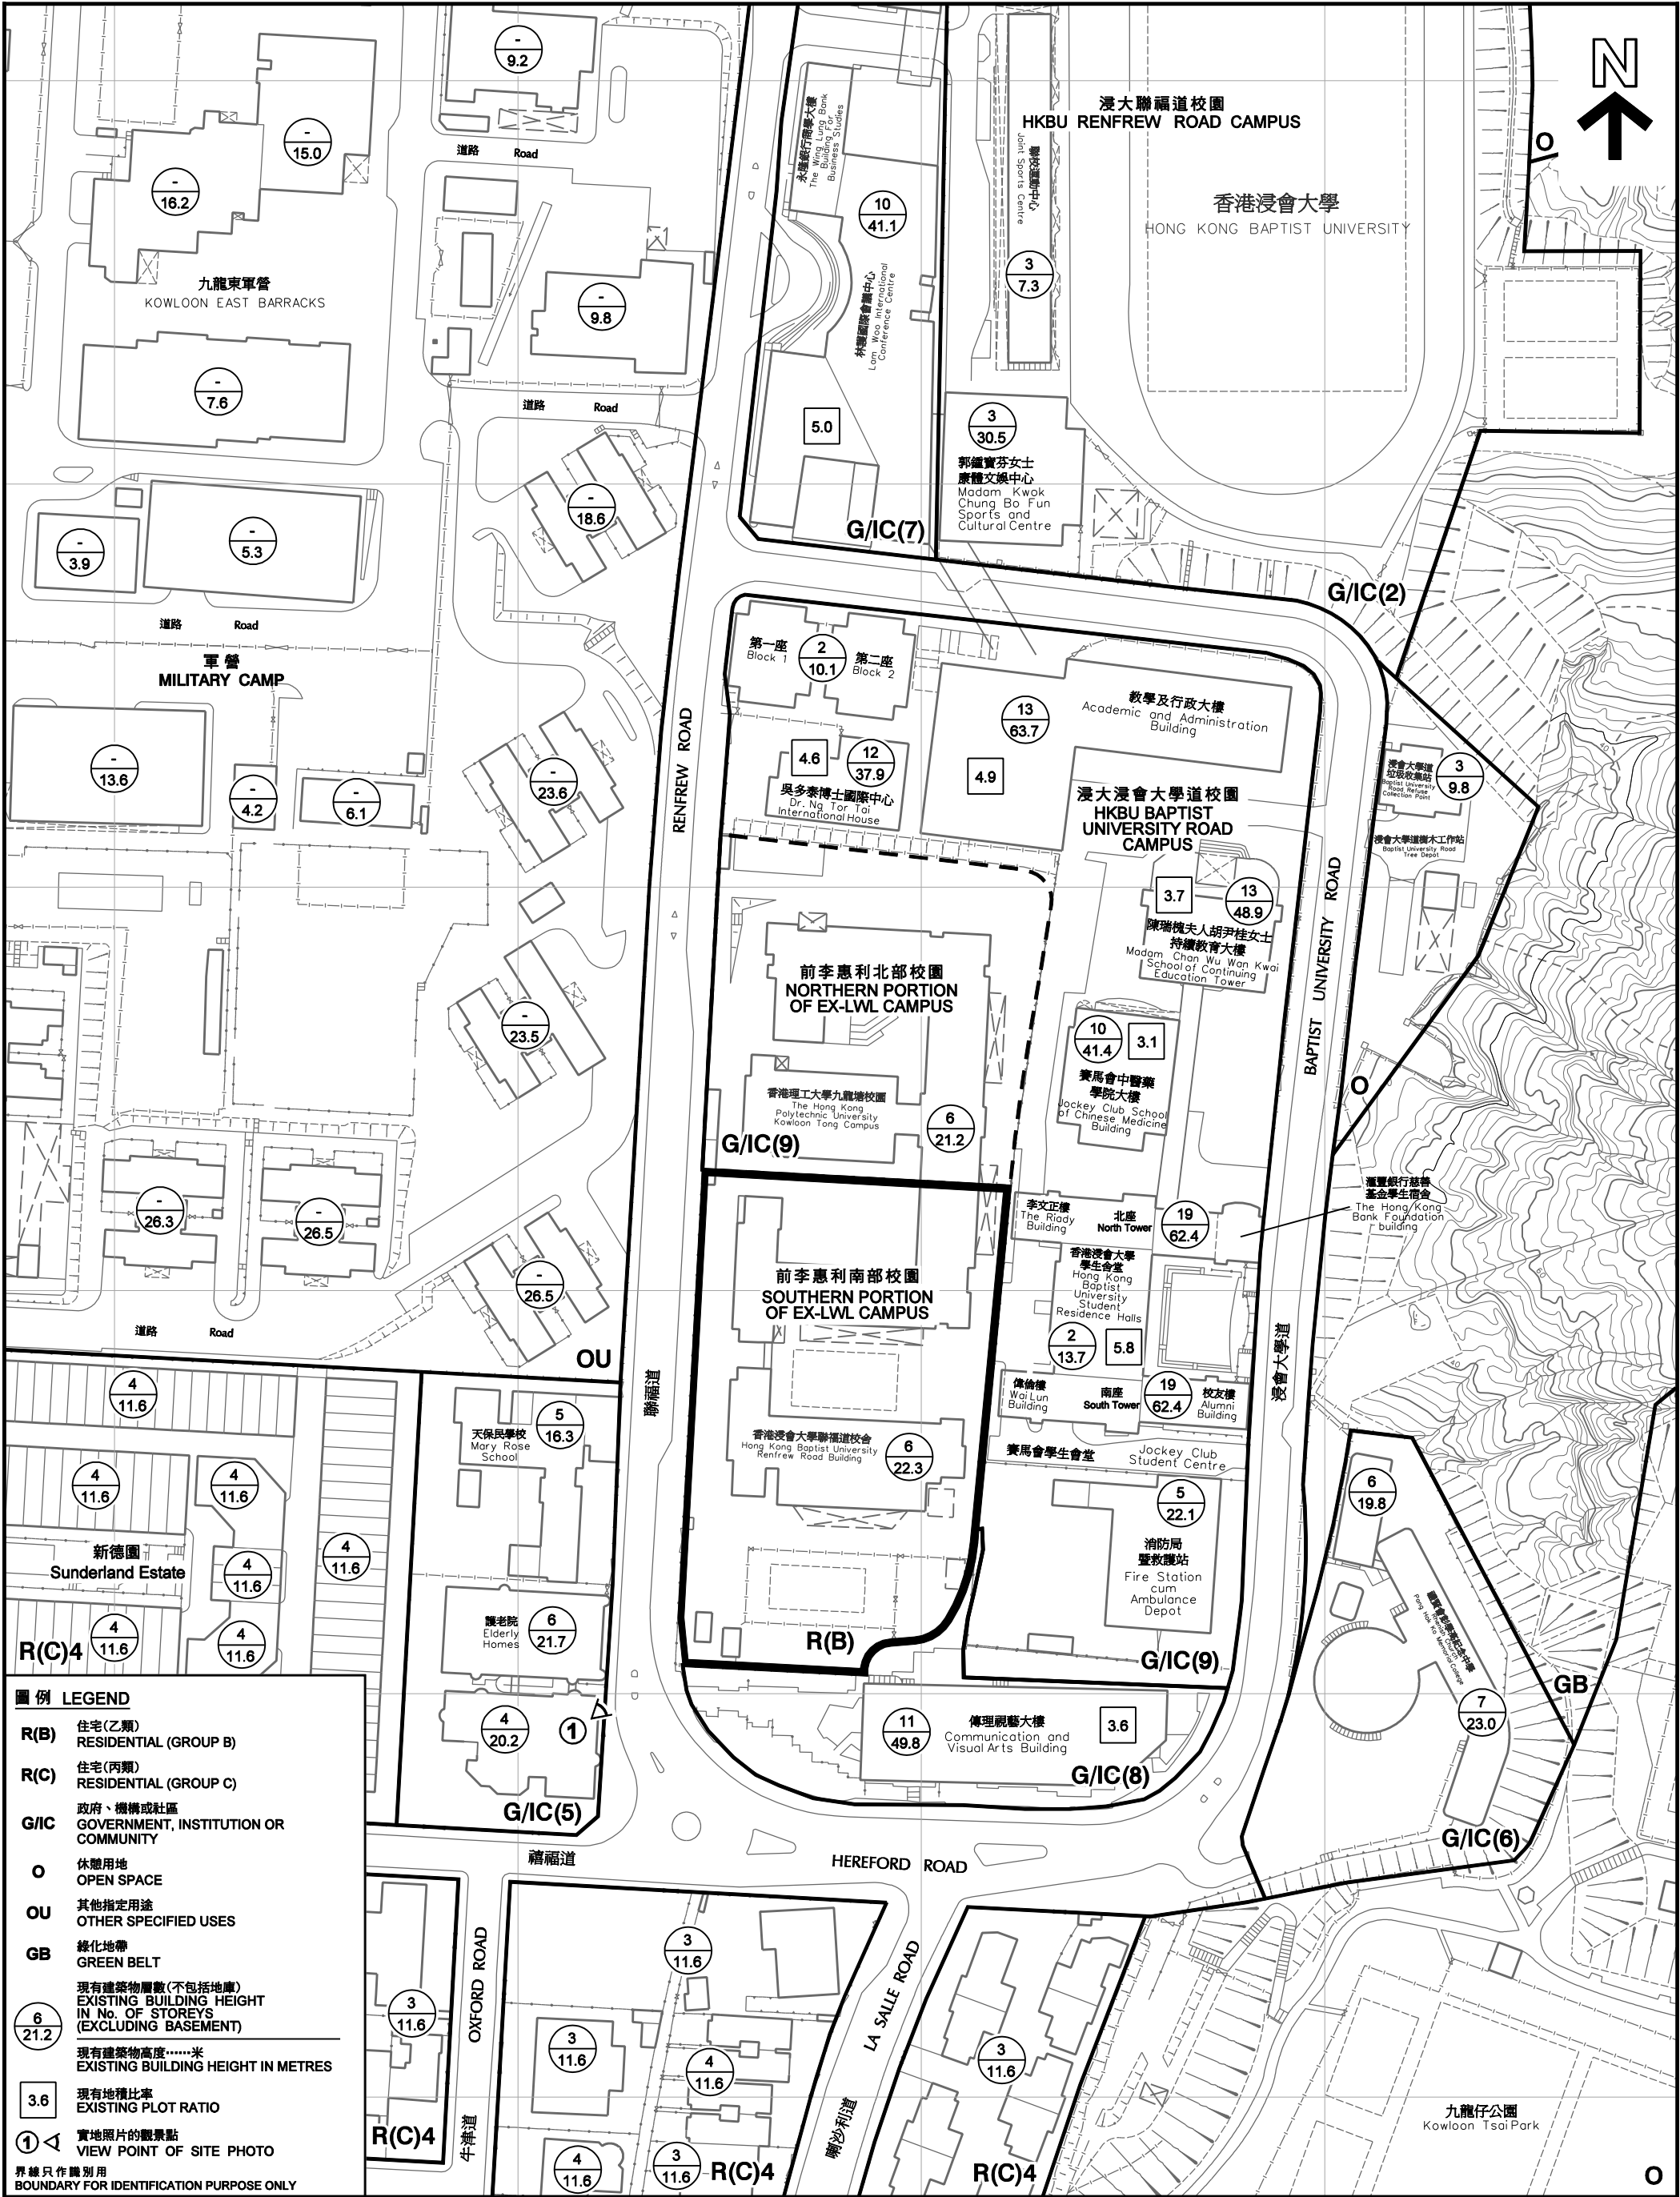 N
-
9.2
-
15.0
-
16.2
道路 Road
永隆銀行商學大樓
The Wing Lung Bank
Building For
Business Studies
10
41.1
聯校運動中心
Joint Sports Centre
浸大聯福道校園
HKBU RENFREW ROAD CAMPUS
香港浸會大學
HONG KONG BAPTIST UNIVERSITY
O
九龍東軍營
KOWLOON EAST BARRACKS
-
9.8
3
7.3
林護國際會議中心
Lam Woo International
Conference Centre
-
7.6
道路 Road
5.0
3
30.5
郭鍾寶芬女士
康體文娛中心
Madam Kwok
Chung Bo Fun
Sports and
Cultural Centre
-
18.6
-
3.9
-
5.3
G/IC(7)
G/IC(2)
道路 Road
軍營
MILITARY CAMP
第一座
Block 1
2
10.1
第二座
Block 2
13
63.7
教學及行政大樓
Academic and Administration
Building
RENFREW ROAD
4.6
12
37.9
4.9
吳多泰博士國際中心
Dr. Ng Tor Tai
International House
-
13.6
-
4.2
-
6.1
-
23.6
浸會大學道
垃圾收集站
Baptist University
Road Refuse
Collection Point
3
9.8
浸大浸會大學道校園
HKBU BAPTIST
UNIVERSITY ROAD
CAMPUS
浸會大學道樹木工作站
Baptist University Road
Tree Depot
3.7
13
48.9
陳瑞槐夫人胡尹桂女士
持續教育大樓
Madam Chan Wu Wan Kwai
School of Continuing
Education Tower
BAPTIST UNIVERSITY ROAD
前李惠利北部校園
NORTHERN PORTION
OF EX-LWL CAMPUS
-
23.5
10
41.4
3.1
賽馬會中醫藥
學院大樓
Jockey Club School
of Chinese Medicine
Building
O
香港理工大學九龍塘校園
The Hong Kong
Polytechnic University
Kowloon Tong Campus
6
21.2
G/IC(9)
-
26.3
-
26.5
李文正樓
The Riady
Building
北座
North Tower
19
62.4
滙豐銀行慈善
基金學生宿舍
The Hong Kong
Bank Foundation
building
香港浸會大學
學生舍堂
Hong Kong
Baptist
University
Student
Residence Halls
-
26.5
前李惠利南部校園
SOUTHERN PORTION
OF EX-LWL CAMPUS
2
13.7
5.8
道路 Road
OU
聯福道
浸會大學道
4
11.6
偉倫樓
Wai Lun
Building
南座
South Tower
19
62.4
校友樓
Alumni
Building
天保民學校
Mary Rose
School
5
16.3
香港浸會大學聯福道校舍
Hong Kong Baptist University
Renfrew Road Building
6
22.3
賽馬會學生會堂
Jockey Club
Student Centre
4
11.6
4
11.6
4
11.6
5
22.1
消防局
暨救護站
Fire Station
cum
Ambulance
Depot
6
19.8
新德園
Sunderland Estate
4
11.6
護老院
Elderly
Homes
6
21.7
R(C)4
4
11.6
4
11.6
R(B)
G/IC(9)
Rhenish Church
Pang Hok Ko Memorial College
GB
7
23.0
4
20.2
1
11
49.8
傳理視藝大樓
Communication and
Visual Arts Building
3.6
G/IC(8)
G/IC(5)
G/IC(6)
禧福道
HEREFORD ROAD
OXFORD ROAD
牛津道
LA SALLE ROAD
喇沙利道
3
11.6
3
11.6
3
11.6
4
11.6
3
11.6
4
11.6
3
11.6
R(C)4
R(C)4
R(C)4
九龍仔公園
Kowloon Tsai Park
O
圖例 LEGEND
R(B) 住宅(乙類)
RESIDENTIAL (GROUP B)
R(C) 住宅(丙類)
RESIDENTIAL (GROUP C)
G/IC 政府、機構或社區
GOVERNMENT, INSTITUTION OR
COMMUNITY
O 休憩用地
OPEN SPACE
OU 其他指定用途
OTHER SPECIFIED USES
GB 綠化地帶
GREEN BELT
6
21.2
現有建築物層數(不包括地庫)
EXISTING BUILDING HEIGHT
IN No. OF STOREYS
(EXCLUDING BASEMENT)
現有建築物高度······米
EXISTING BUILDING HEIGHT IN METRES
3.6 現有地積比率
EXISTING PLOT RATIO
1 實地照片的觀景點
VIEW POINT OF SITE PHOTO
界線只作識別用
BOUNDARY FOR IDENTIFICATION PURPOSE ONLY